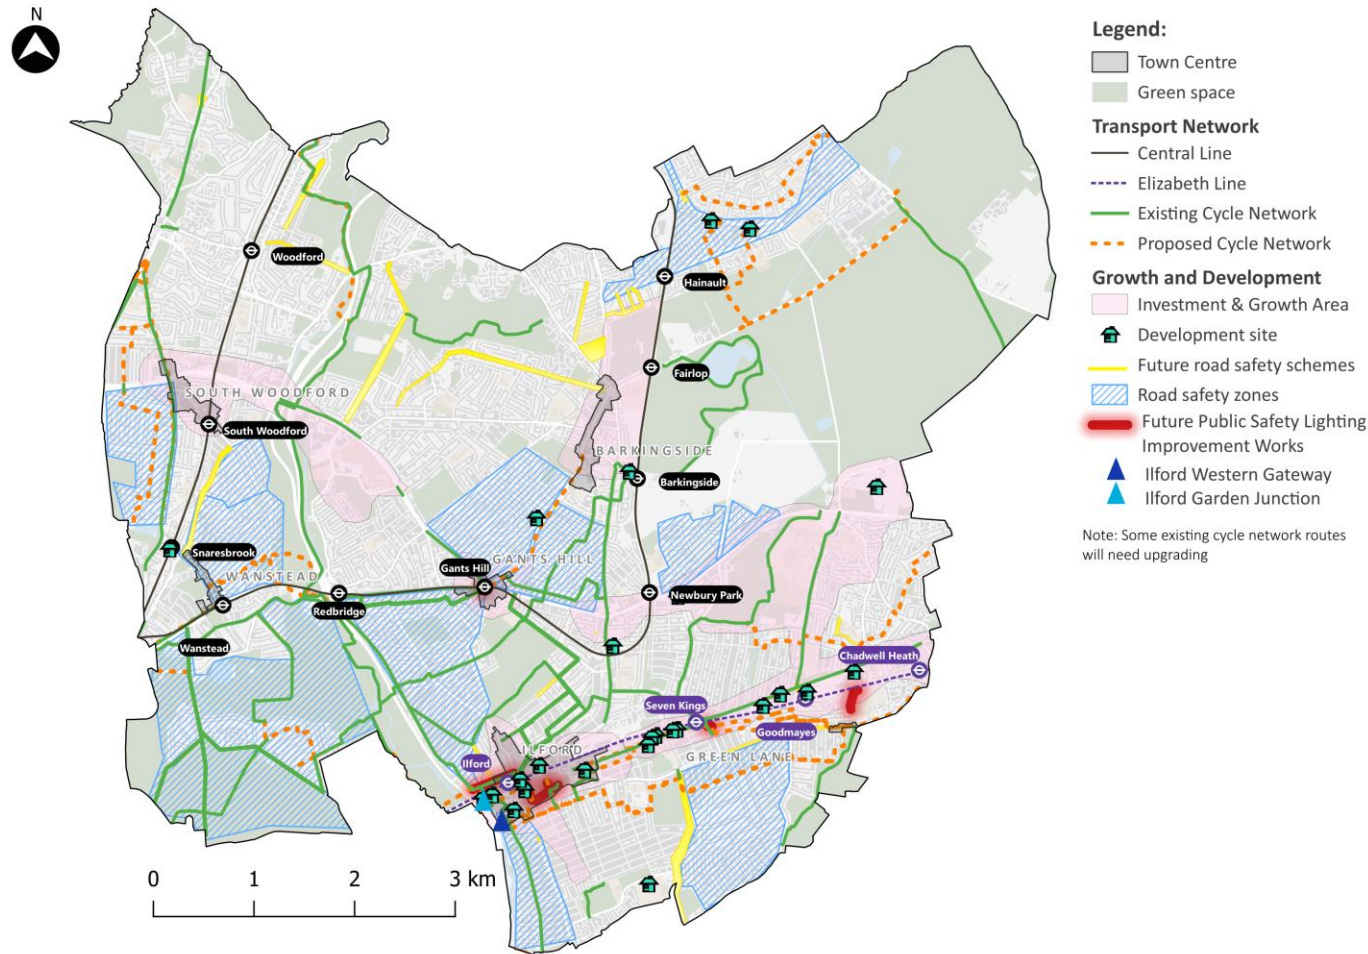 N
Legend:
Town Centre
Green space
Transport Network
Central Line
Elizabeth Line
Existing Cycle Network
Proposed Cycle Network
Growth and Development
Investment & Growth Area
Development site
Future road safety schemes
Road safety zones
Future Public Safety Lighting
Improvement Works
Ilford Western Gateway
Ilford Garden Junction
Note: Some existing cycle network routes
will need upgrading
Woodford
Hainault
Fairlop
SOUTH WOODFORD
South Woodford
BARKINGSIDE
Barkingside
Snaresbrook
WANSTEAD
Gants Hill
GANTS HILL
Redbridge
Newbury Park
Wanstead
Chadwell Heath
Seven Kings
Goodmayes
GREEN LANE
Ilford
ILFORD
0 1 2 3 km